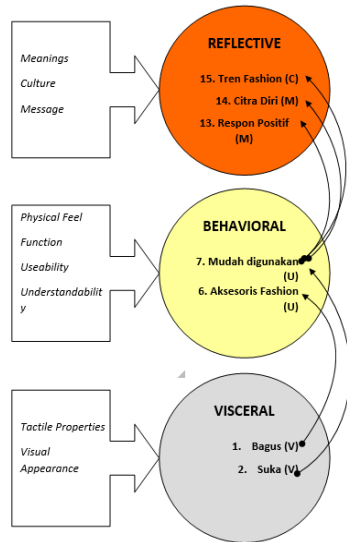 Meanings
Culture
Message
REFLECTIVE
15. Tren Fashion (C)
14. Citra Diri (M)
13. Respon Positif
(M)
Physical Feel
Function
Useability
Understandabilit
y
BEHAVIORAL
7. Mudah digunakan
(U)
6. Aksesoris Fashion
(U)
Tactile Properties
Visual
Appearance
VISCERAL
1. Bagus (V)
2. Suka (V)